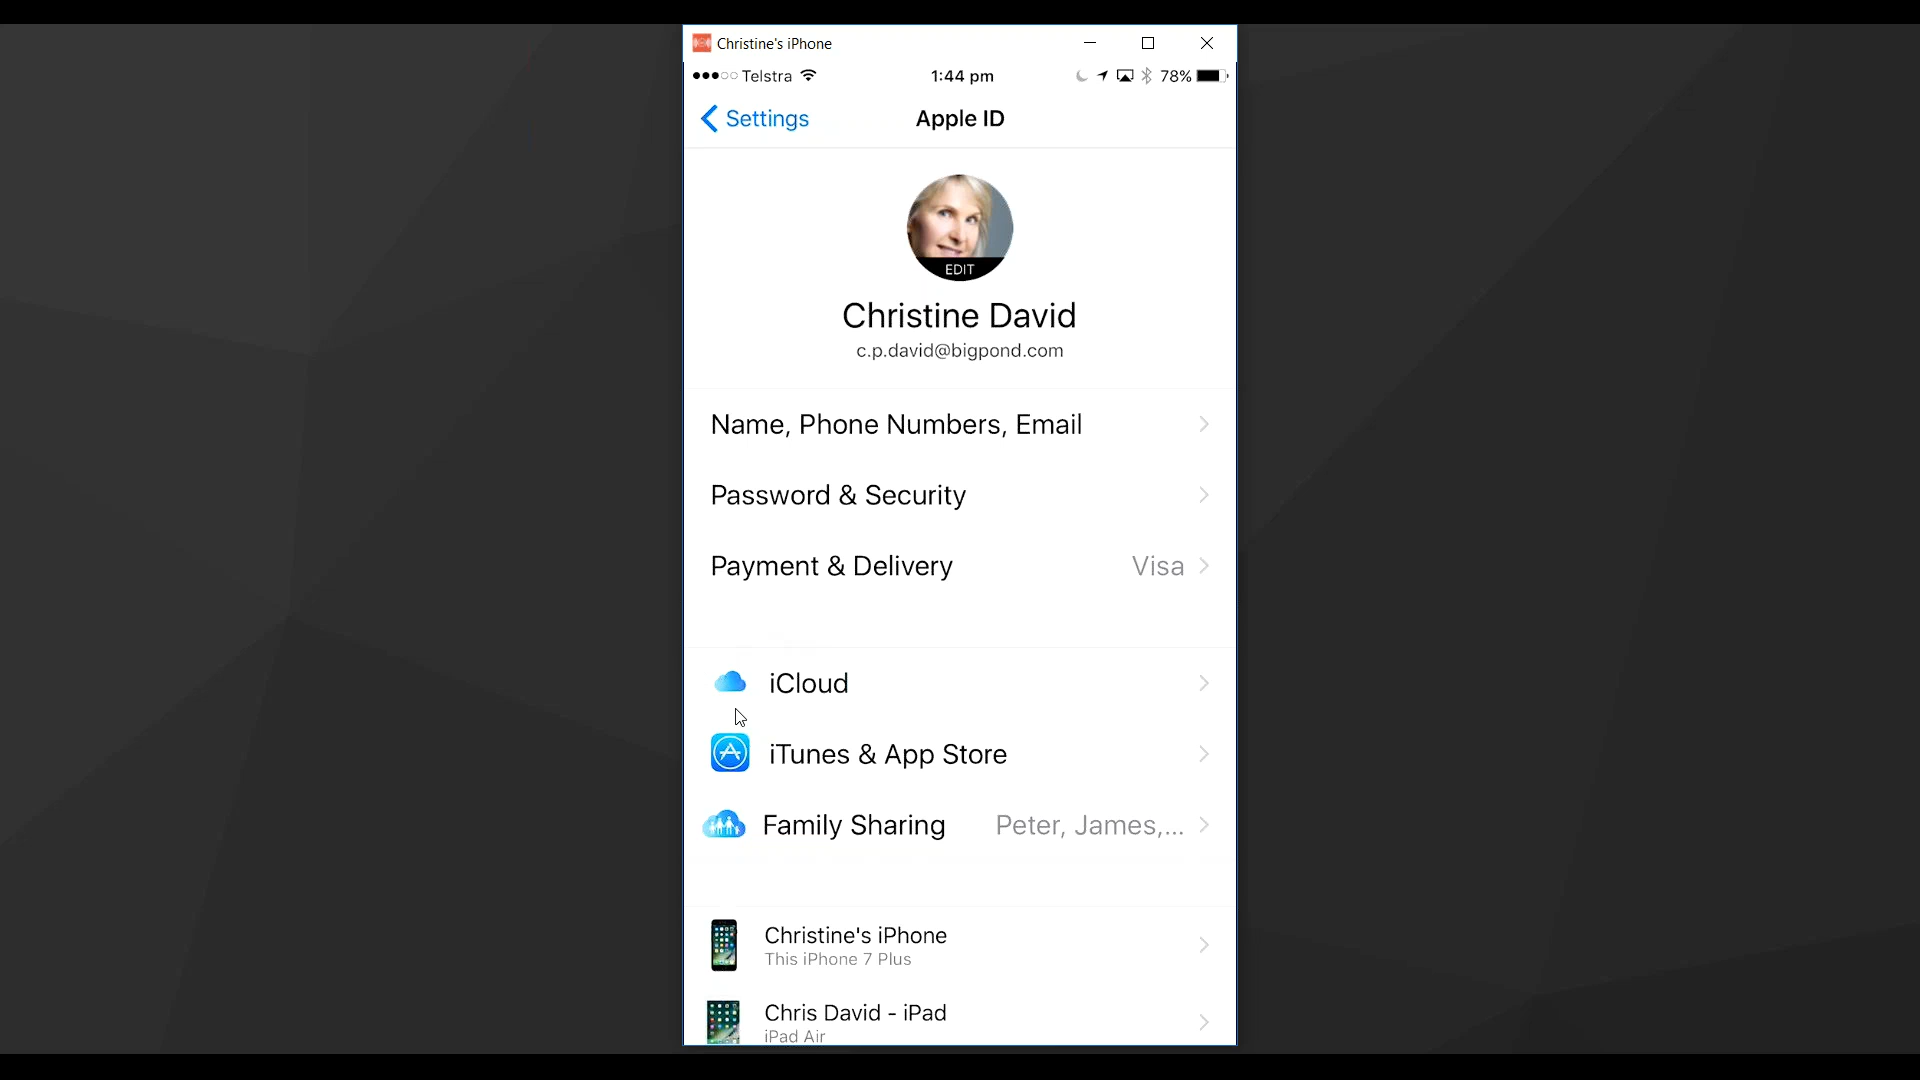 Christine's iPhone
Telstra 1:44 pm 78%
Settings Apple ID
EDIT
Christine David
c.p.david@bigpond.com
Name, Phone Numbers, Email
Password & Security
Payment & Delivery Visa
iCloud
iTunes & App Store
Family Sharing Peter, James,...
Christine's iPhone
This iPhone 7 Plus
Chris David - iPad
iPad Air